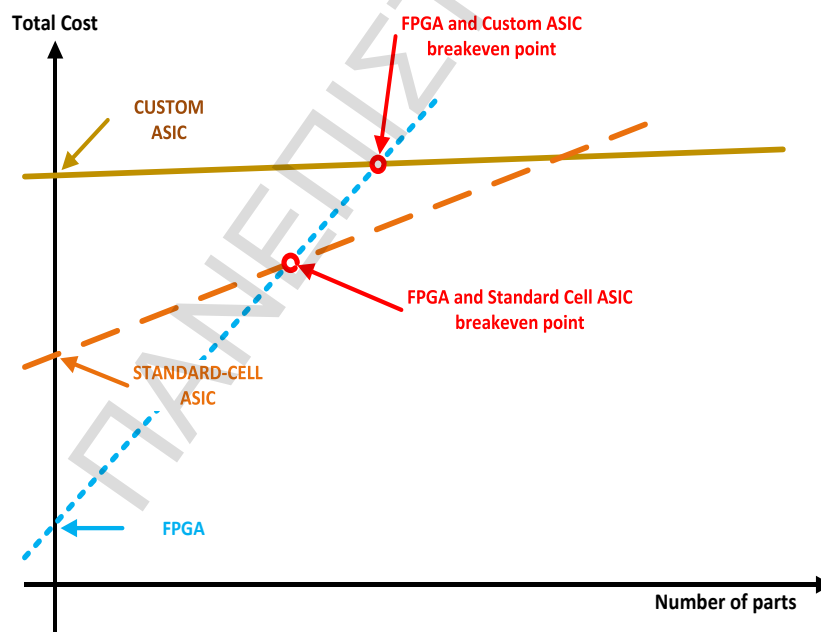 Total Cost
FPGA and Custom ASIC
breakeven point
CUSTOM
ASIC
FPGA and Standard Cell ASIC
breakeven point
STANDARD-CELL
ASIC
FPGA
Number of parts
ΠΑΝΕΠΙΣ